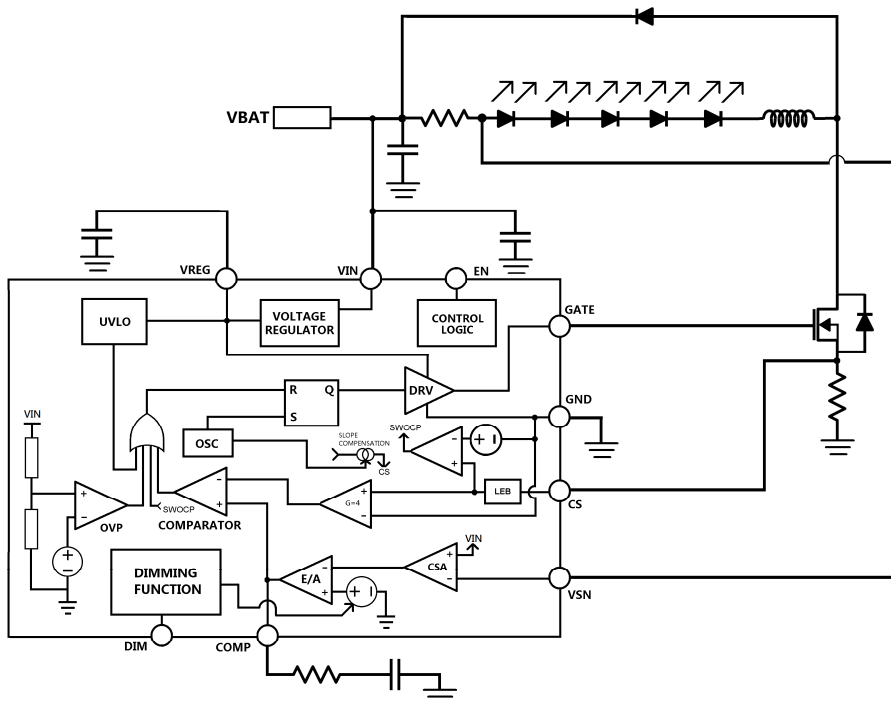 VBAT
VREG
VIN
EN
GATE
UVLO
VOLTAGE
REGULATOR
CONTROL
LOGIC
R
Q
S
DRV
GND
VIN
OSC
SLOPE
COMPENSATION
CS
SWOCP
+ I
-
+
LEB
CS
+
-
OVP
SWOCP
-
+
COMPARATOR
+
G=4
-
VIN
+
CSA
-
VSN
DIMMING
FUNCTION
-
E/A
+
+ I
+
-
DIM
COMP